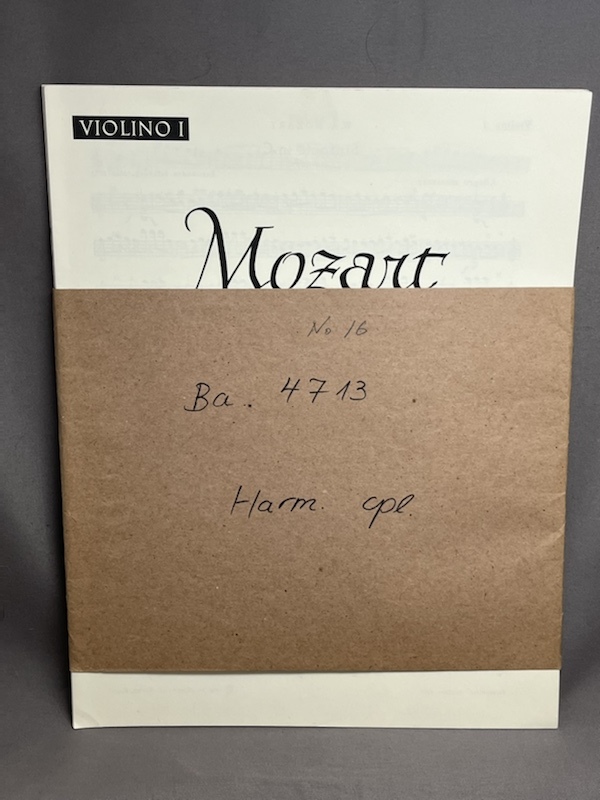 VIOLINO I
Mozart
No 16
Ba. 4713
Harm. cpl.